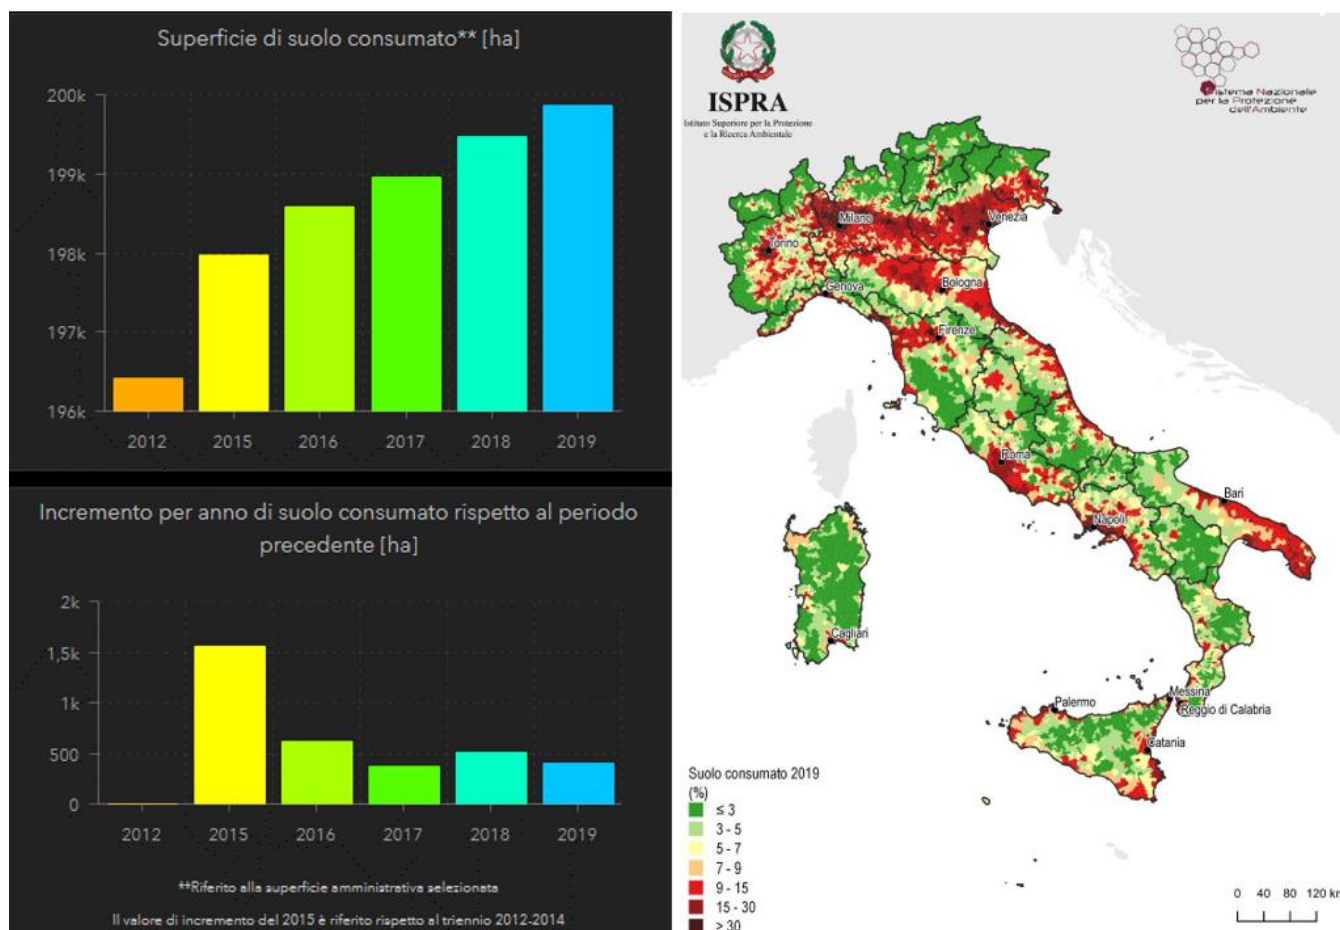 Superficie di suolo consumato** [ha]
200k
199k
198k
197k
196k
2012
2015
2016
2017
2018
2019
Incremento per anno di suolo consumato rispetto al periodo
precedente [ha]
2k
1,5k
1k
500
0
2012
2015
2016
2017
2018
2019
**Riferito alla superficie amministrativa selezionata
Il valore di incremento del 2015 è riferito rispetto al triennio 2012-2014
ISPRA
Istituto Superiore per la Protezione
e la Ricerca Ambientale
Sistema Nazionale
per la Protezione
dell'Ambiente
Milano
Venezia
Torino
Genova
Bologna
Firenze
Roma
Bari
Napoli
Cagliari
Messina
Palermo
Reggio di Calabria
Catania
Suolo consumato 2019
(%)
≤ 3
3 - 5
5 - 7
7 - 9
9 - 15
15 - 30
> 30
0 40 80 120 km